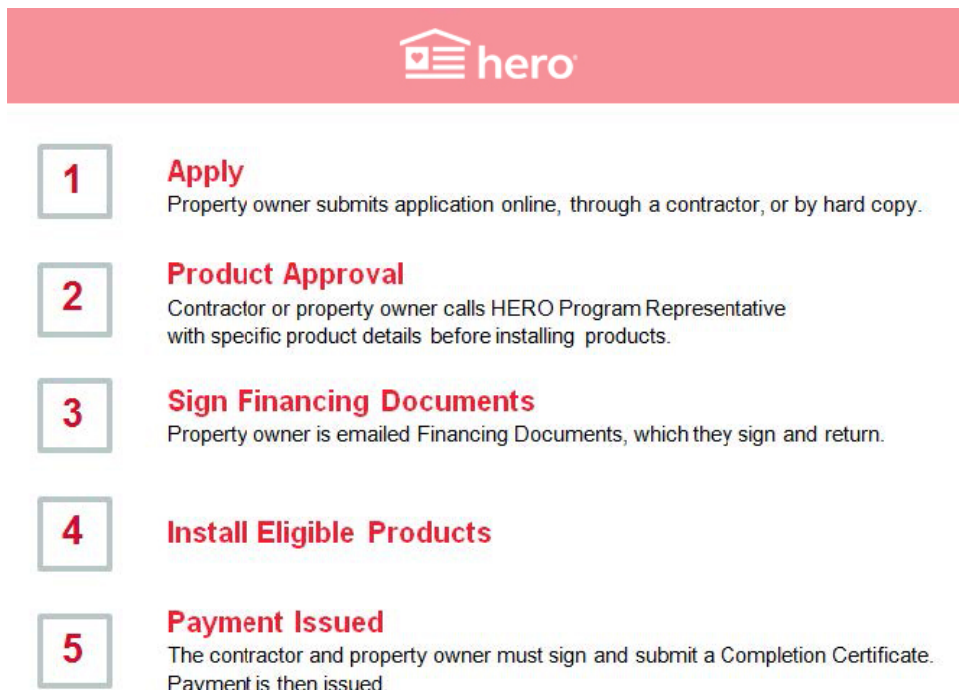 hero
1
Apply
Property owner submits application online, through a contractor, or by hard copy.
2
Product Approval
Contractor or property owner calls HERO Program Representative
with specific product details before installing products.
3
Sign Financing Documents
Property owner is emailed Financing Documents, which they sign and return.
4
Install Eligible Products
5
Payment Issued
The contractor and property owner must sign and submit a Completion Certificate.
Payment is then issued